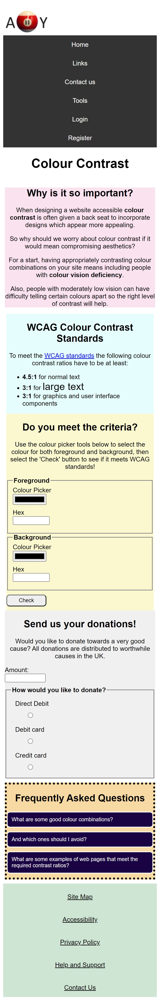 A 11 Y
Home
Links
Contact us
Tools
Login
Register
Colour Contrast
Why is it so important?
When designing a website accessible colour
contrast is often given a back seat to incorporate
designs which appear more appealing.
So why should we worry about colour contrast if it
would mean compromising aesthetics?
For a start, having appropriately contrasting colour
combinations on your site means including people
with colour vision deficiency.
Also, people with moderately low vision can have
difficulty telling certain colours apart so the right level
of contrast will help.
WCAG Colour Contrast
Standards
To meet the WCAG standards the following colour
contrast ratios have to be at least:
4.5:1 for normal text
3:1 for large text
3:1 for graphics and user interface
components
Do you meet the criteria?
Use the colour picker tools below to select the
colour for both foreground and background, then
select the 'Check' button to see if it meets WCAG
standards!
Foreground
Colour Picker
Hex
Background
Colour Picker
Hex
Check
Send us your donations!
Would you like to donate towards a very good
cause? All donations are distributed to worthwhile
causes in the UK.
Amount:
How would you like to donate?
Direct Debit
Debit card
Credit card
Frequently Asked Questions
What are some good colour combinations?
And which ones should I avoid?
What are some examples of web pages that meet the
required contrast ratios?
Site Map
Accessibility
Privacy Policy
Help and Support
Contact Us